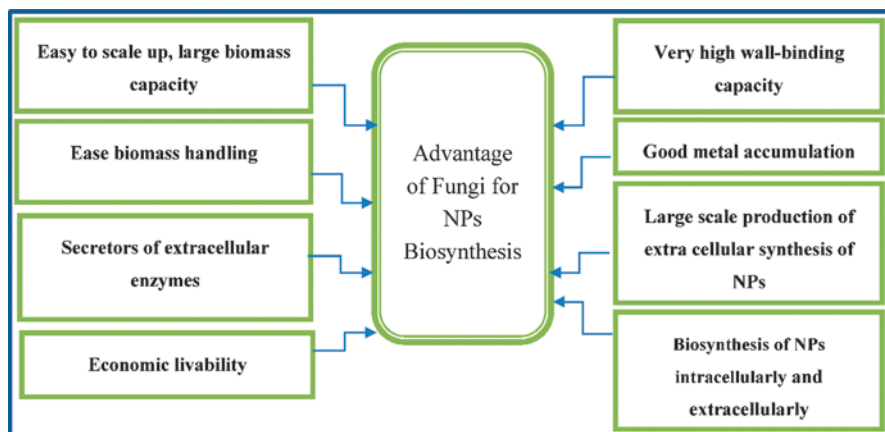 Easy to scale up, large biomass
capacity
Ease biomass handling
Secretors of extracellular
enzymes
Economic livability
Advantage
of Fungi for
NPs
Biosynthesis
Very high wall-binding
capacity
Good metal accumulation
Large scale production of
extra cellular synthesis of
NPs
Biosynthesis of NPs
intracellularly and
extracellularly